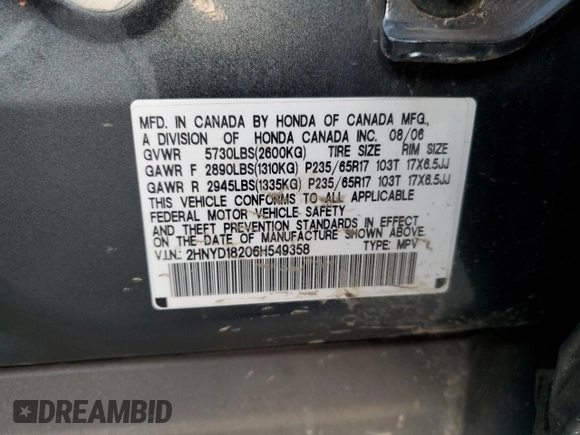 MFD. IN CANADA BY HONDA OF CANADA MFG.,
A DIVISION OF HONDA CANADA INC. 08/06
GVWR 5730LBS(2600KG) TIRE SIZE RIM SIZE
GAWR F 2890LBS(1310KG) P235/65R17 103T 17X6.5JJ
GAWR R 2945LBS(1335KG) P235/65R17 103T 17X6.5JJ
THIS VEHICLE CONFORMS TO ALL APPLICABLE
FEDERAL MOTOR VEHICLE SAFETY
AND THEFT PREVENTION STANDARDS IN EFFECT
ON THE DATE OF MANUFACTURE SHOWN ABOVE.
V.I.N.: 2HNYD18206H549358 TYPE: MPV
DREAMBID